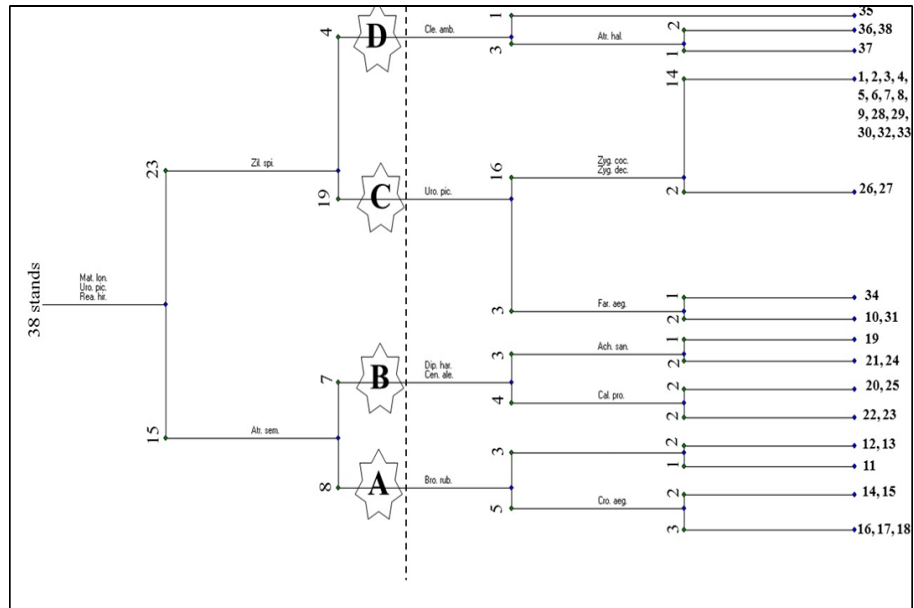 35
4
D
Cle. amb.
1
3
Atr. hal.
2
36, 38
1
37
14
1, 2, 3, 4,
5, 6, 7, 8,
9, 28, 29,
30, 32, 33
23
Zil. spi.
19
C
Uro. pic.
16
Zyg. coc.
Zyg. dec.
2
26, 27
38 stands
Mat. lon.
Uro. pic.
Rea. hir.
3
Far. aeg.
1
34
2
10, 31
7
B
Dip. har.
Cen. ale.
3
Ach. san.
1
19
2
21, 24
4
Cal. pro.
2
20, 25
2
22, 23
15
Atr. sem.
8
A
Bro. rub.
3
2
12, 13
1
11
5
Cro. aeg.
2
14, 15
3
16, 17, 18